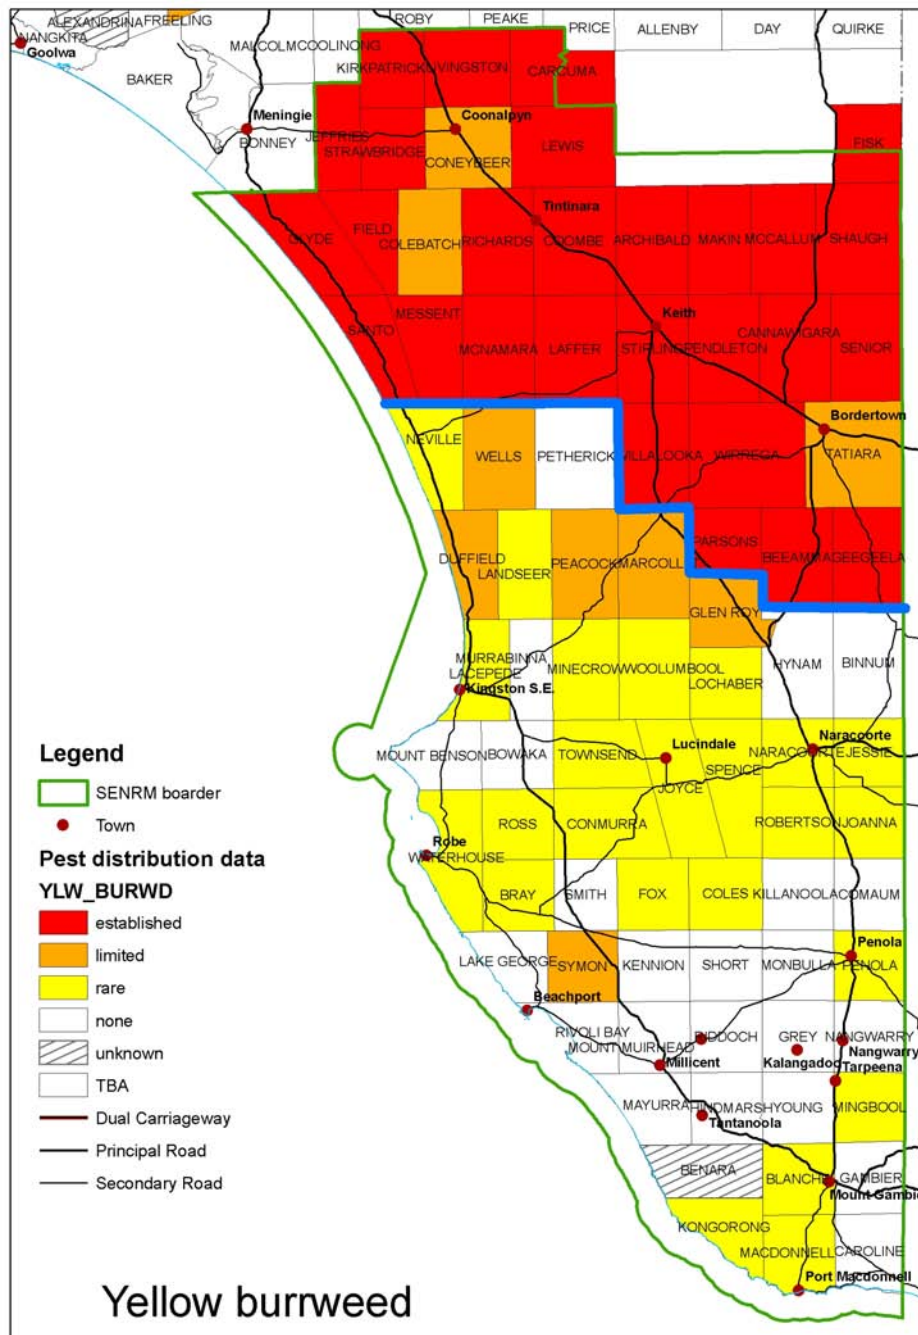 ALEXANDRINA
FREELING
ROBY
PEAKE
PRICE
ALLENBY
DAY
QUIRKE
NANGKITA
Goolwa
MALCOLM
COOLINONG
BAKER
KIRKPATRICK
LIVINGSTON
CARCUMA
Meningie
Coonalpyn
BONNEY
JEFFRIES
STRAWBRIDGE
CONEYBEER
LEWIS
FISK
Tintinara
GLYDE
FIELD
COLEBATCH
RICHARDS
COOMBE
ARCHIBALD
MAKIN
MCCALLUM
SHAUGH
MESSENT
SANTO
Keith
MCNAMARA
LAFFER
STIRLING
PENDLETON
CANNAWIGARA
SENIOR
Bordertown
NEVILLE
WELLS
PETHERICK
WILLALOOKA
WIRREGA
TATIARA
DUFFIELD
LANDSEER
PEACOCK
MARCOLLAT
PARSONS
BEEAMMA
GEEGEELA
GLEN ROY
MURRABINNA
LACEPEDE
MINECROW
WOOLUMBOOL
LOCHABER
HYNAM
BINNUM
Kingston S.E.
MOUNT BENSON
BOWAKA
TOWNSEND
Lucindale
SPENCE
JOYCE
Naracoorte
NARACOORTE
JESSIE
ROSS
CONMURRA
ROBERTSON
JOANNA
Robe
WATERHOUSE
BRAY
SMITH
FOX
COLES
KILLANOOLA
COMAUM
LAKE GEORGE
SYMON
KENNION
SHORT
MONBULLA
Penola
PENOLA
Beachport
RIVOLI BAY
MOUNT MUIRHEAD
RIDDOCH
GREY
NANGWARRY
Nangwarry
Kalangadoo
Millicent
Tarpeena
MAYURRA
HINDMARSH
YOUNG
MINGBOOL
Tantanoola
BENARA
BLANCHE
GAMBIER
Mount Gambie
KONGORONG
MACDONNELL
CAROLINE
Port Macdonnell
Legend
SENRM boarder
Town
Pest distribution data
YLW_BURWD
established
limited
rare
none
unknown
TBA
Dual Carriageway
Principal Road
Secondary Road
Yellow burrweed